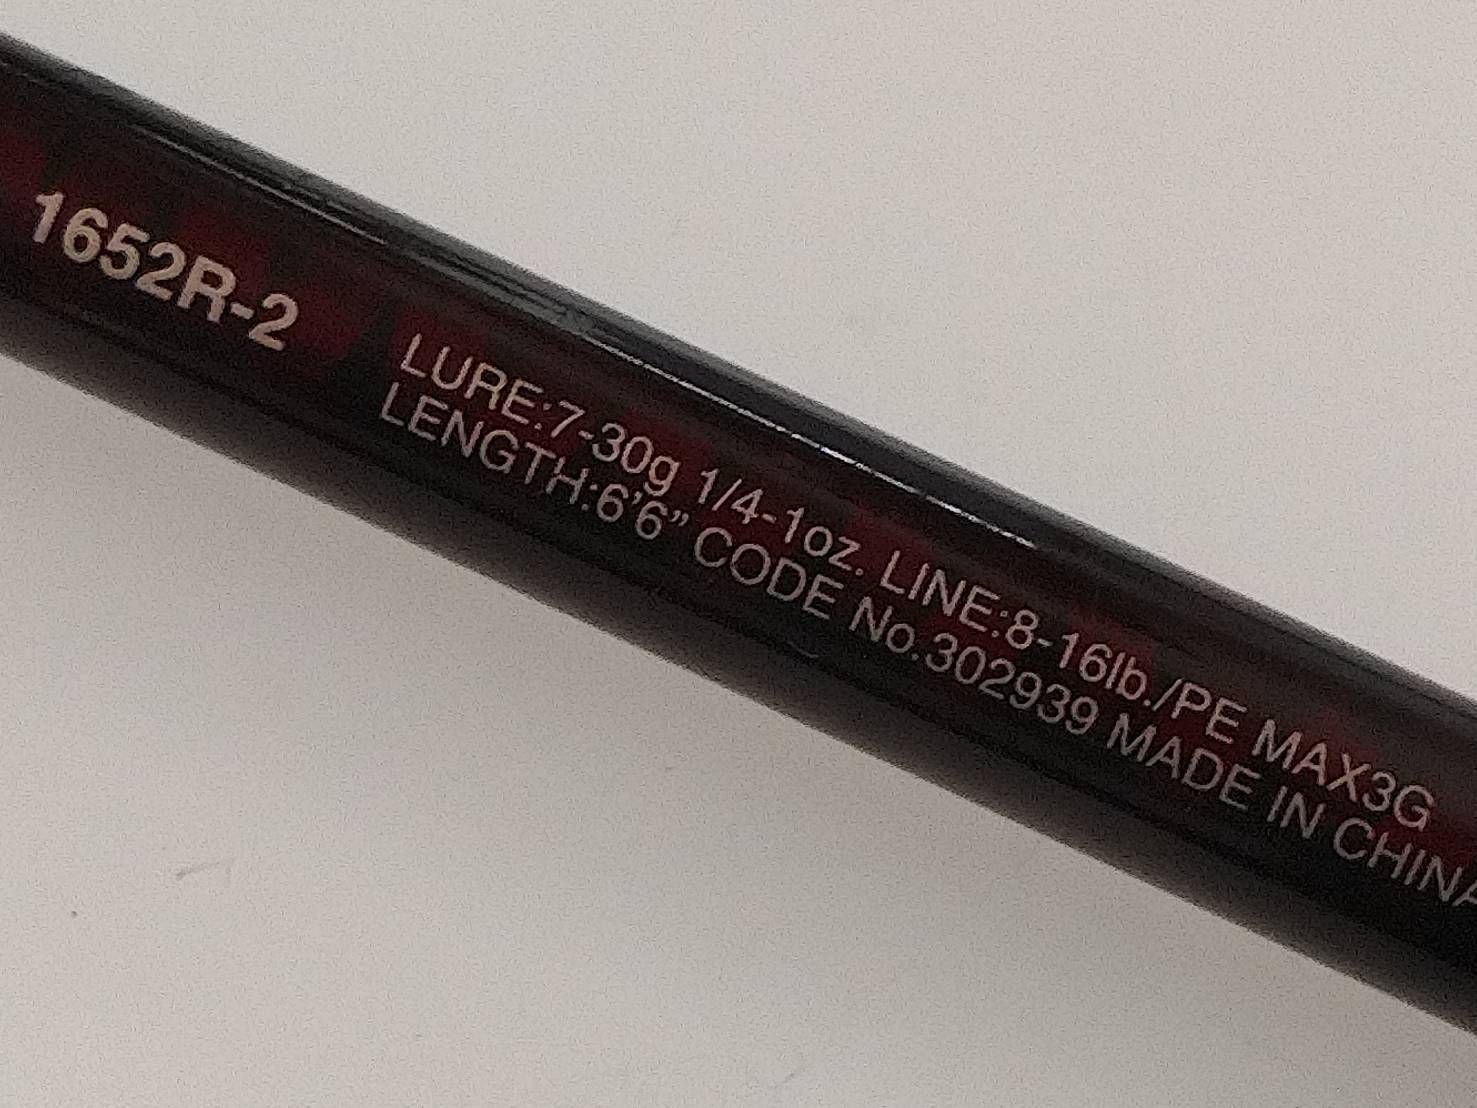 1652R-2
LURE:7-30g 1/4-1oz. LINE:8-16lb./PE MAX3G
LENGTH:6'6” CODE No.302939 MADE IN CHINA